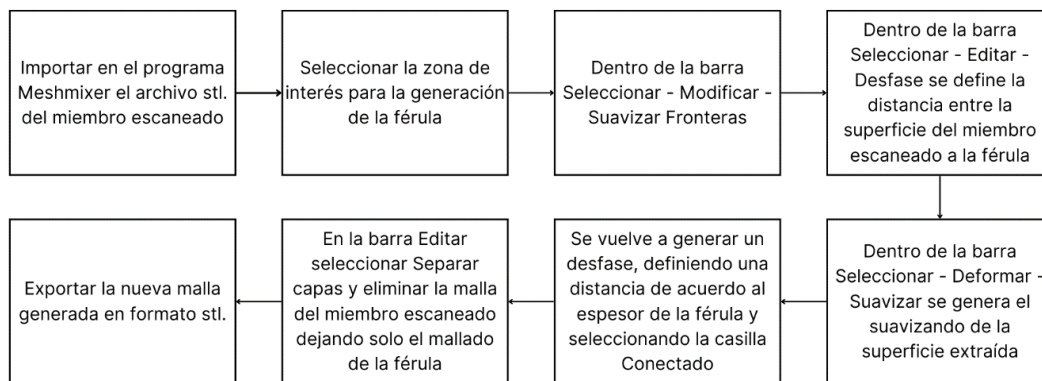 Importar en el programa
Meshmixer el archivo stl.
del miembro escaneado
Seleccionar la zona de
interés para la generación
de la férula
Dentro de la barra
Seleccionar - Modificar -
Suavizar Fronteras
Dentro de la barra
Seleccionar - Editar -
Desfase se define la
distancia entre la
superficie del miembro
escaneado a la férula
Dentro de la barra
Seleccionar - Deformar -
Suavizar se genera el
suavizando de la
superficie extraída
Se vuelve a generar un
desfase, definiendo una
distancia de acuerdo al
espesor de la férula y
seleccionando la casilla
Conectado
En la barra Editar
seleccionar Separar
capas y eliminar la malla
del miembro escaneado
dejando solo el mallado
de la férula
Exportar la nueva malla
generada en formato stl.